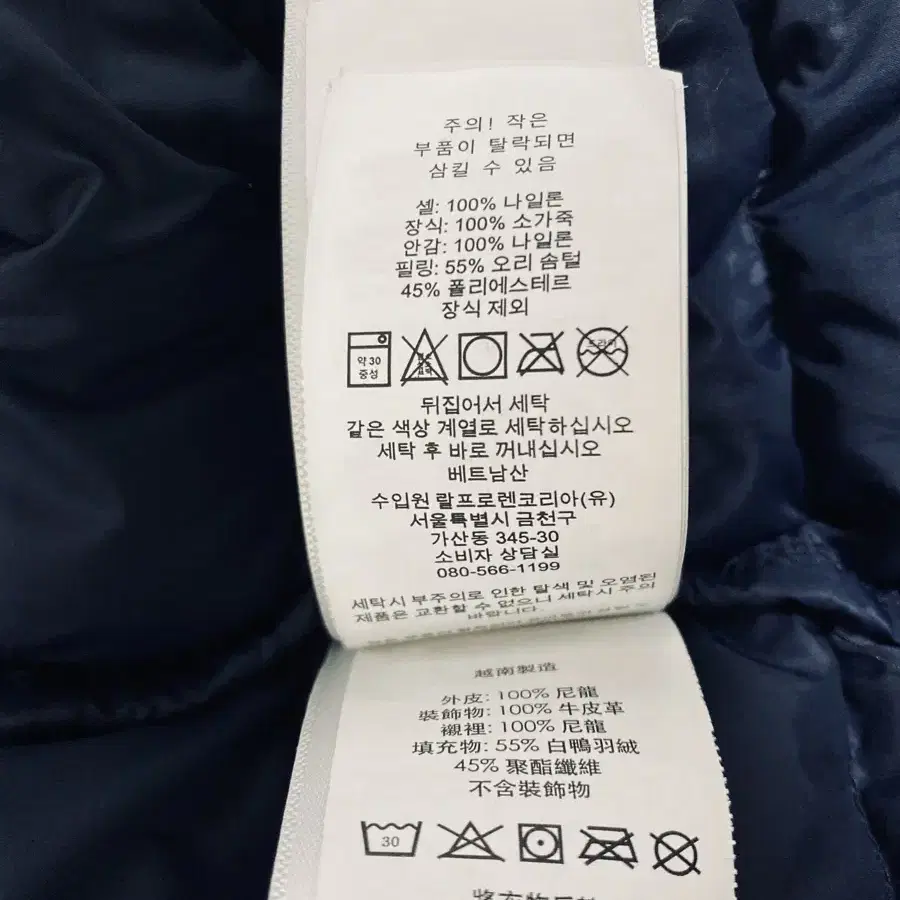 주의! 작은
부품이 탈락되면
삼킬 수 있음
셸: 100% 나일론
장식: 100% 소가죽
안감: 100% 나일론
필링: 55% 오리 솜털
45% 폴리에스테르
장식 제외
약 30
중성
드라이
뒤집어서 세탁
같은 색상 계열로 세탁하십시오
세탁 후 바로 꺼내십시오
베트남산
수입원 랄프로렌코리아(유)
서울특별시 금천구
가산동 345-30
소비자 상담실
080-566-1199
세탁시 부주의로 인한 탈색 및 오염된
제품은 교환할 수 없으니 세탁시 주의
바랍니다.
越南製造
外皮: 100% 尼龍
裝飾物: 100% 牛皮革
襯裡: 100% 尼龍
填充物: 55% 白鴨羽絨
45% 聚酯纖維
不含裝飾物
30